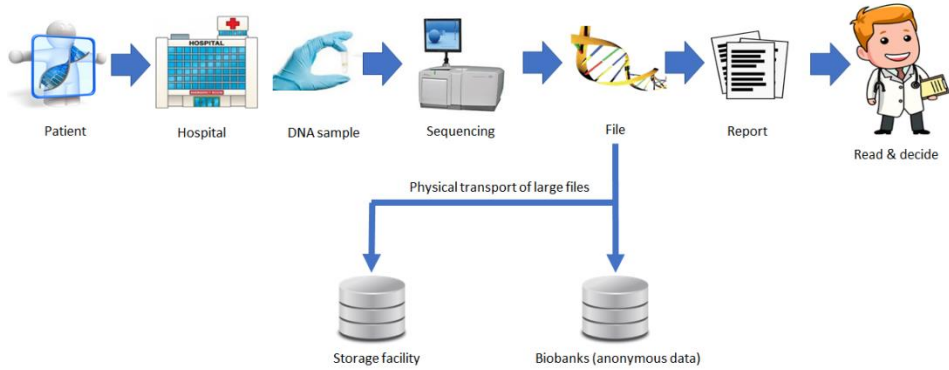 HOSPITAL
Patient
Hospital
DNA sample
Sequencing
File
Report
Read & decide
Physical transport of large files
Storage facility
Biobanks (anonymous data)